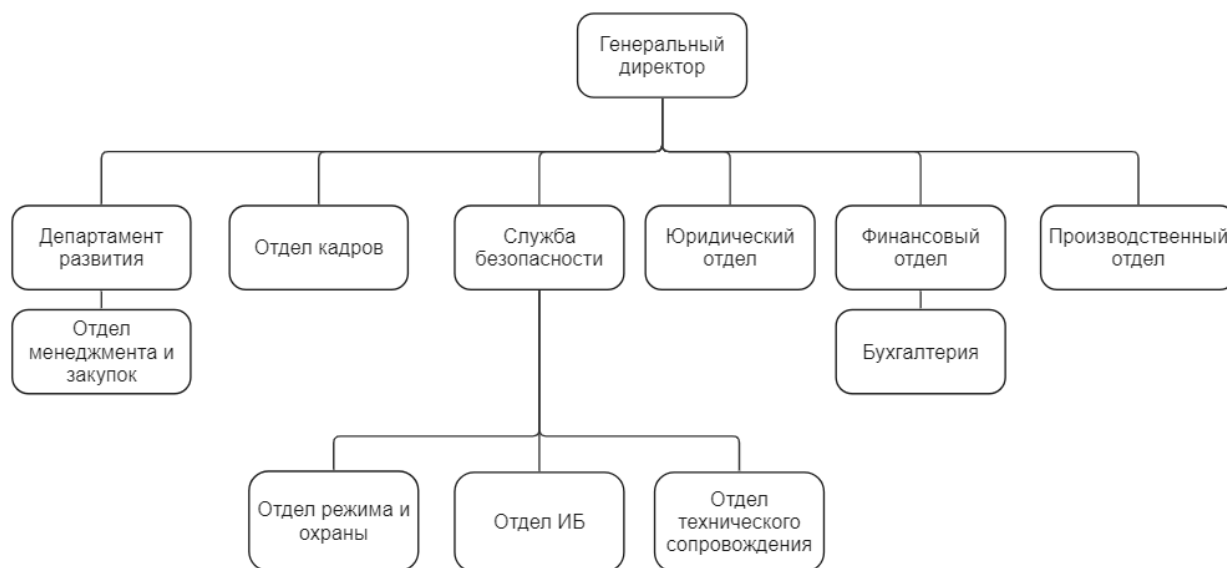 Генеральный
директор
Департамент
развития
Отдел кадров
Служба
безопасности
Юридический
отдел
Финансовый
отдел
Производственный
отдел
Отдел
менеджмента и
закупок
Бухгалтерия
Отдел режима и
охраны
Отдел ИБ
Отдел
технического
сопровождения